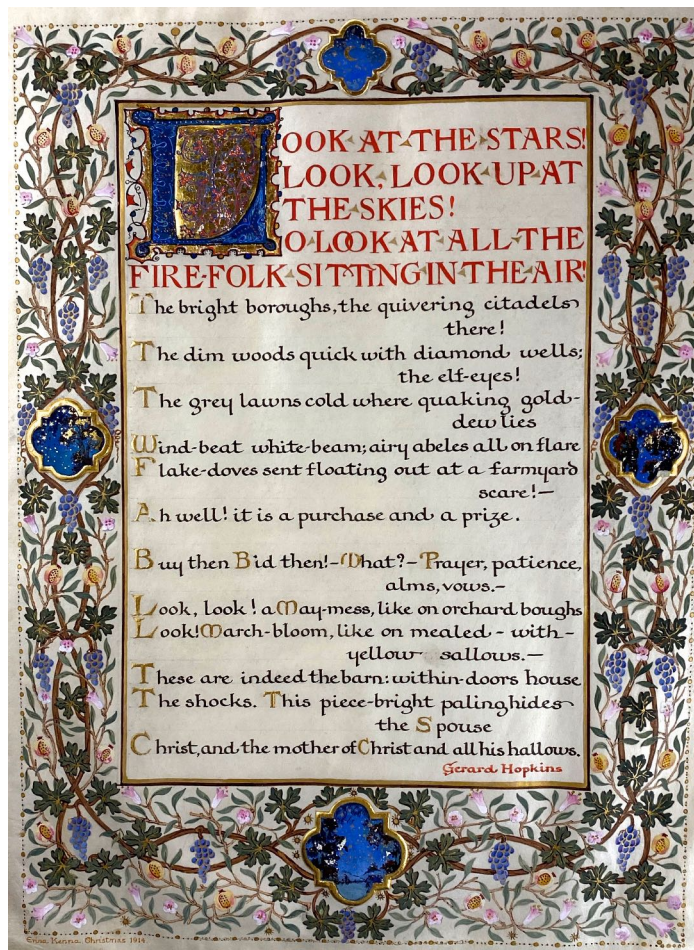 LOOK AT THE STARS!
LOOK, LOOK UP AT
THE SKIES!
O LOOK AT ALL THE
FIRE-FOLK SITTING IN THE AIR!
The bright boroughs, the quivering citadels
there!
The dim woods quick with diamond wells;
the elf-eyes!
The grey lawns cold where quaking gold-
dew lies
Wind-beat white-beam; airy abeles all on flare
Flake-doves sent floating out at a farmyard
scare!—
Ah well! it is a purchase and a prize.
Buy then Bid then!—What?—Prayer, patience,
alms, vows.—
Look, look! a May-mess, like on orchard boughs
Look! March-bloom, like on mealed-with-
yellow sallows.—
These are indeed the barn: within-doors house
The shocks. This piece-bright paling hides
the Spouse
Christ, and the mother of Christ and all his hallows.
Gerard Hopkins
Kenna. Christmas 1914